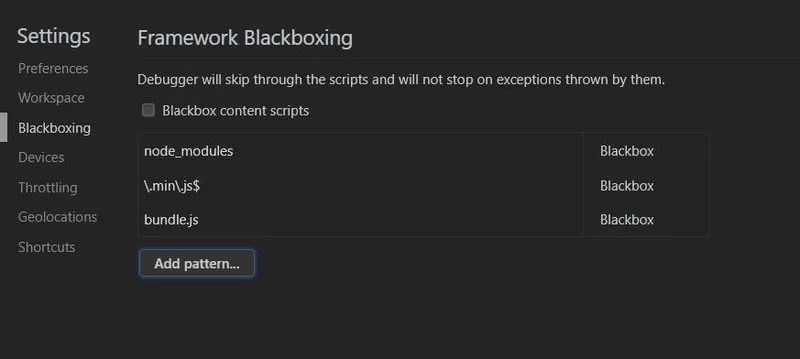 Settings
Preferences
Workspace
Blackboxing
Devices
Throttling
Geolocations
Shortcuts
Framework Blackboxing
Debugger will skip through the scripts and will not stop on exceptions thrown by them.
Blackbox content scripts
node_modules Blackbox
\.min\.js$ Blackbox
bundle.js Blackbox
Add pattern...